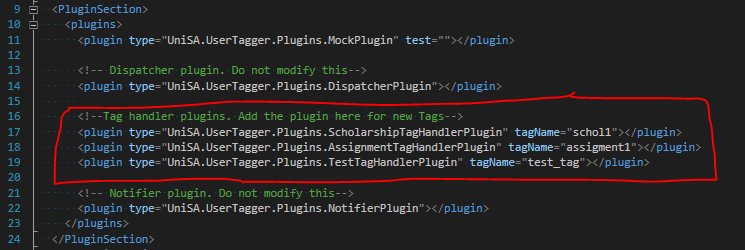 9 <PluginSection>
10 <plugins>
11 <plugin type="UniSA.UserTagger.Plugins.MockPlugin" test=""></plugin>
12
13 <!-- Dispatcher plugin. Do not modify this-->
14 <plugin type="UniSA.UserTagger.Plugins.DispatcherPlugin"></plugin>
15
16 <!--Tag handler plugins. Add the plugin here for new Tags-->
17 <plugin type="UniSA.UserTagger.Plugins.ScholarshipTagHandlerPlugin" tagName="schol1"></plugin>
18 <plugin type="UniSA.UserTagger.Plugins.AssignmentTagHandlerPlugin" tagName="assigment1"></plugin>
19 <plugin type="UniSA.UserTagger.Plugins.TestTagHandlerPlugin" tagName="test_tag"></plugin>
20
21 <!-- Notifier plugin. Do not modify this-->
22 <plugin type="UniSA.UserTagger.Plugins.NotifierPlugin"></plugin>
23 </plugins>
24 </PluginSection>